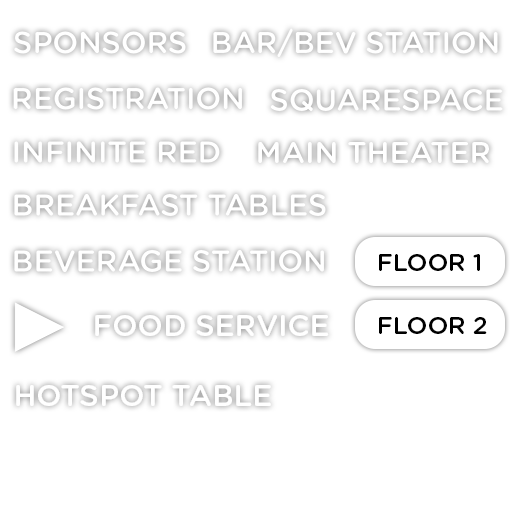 SPONSORS BAR/BEV STATION
REGISTRATION SQUARESPACE
INFINITE RED MAIN THEATER
BREAKFAST TABLES
BEVERAGE STATION FLOOR 1
FOOD SERVICE FLOOR 2
HOTSPOT TABLE